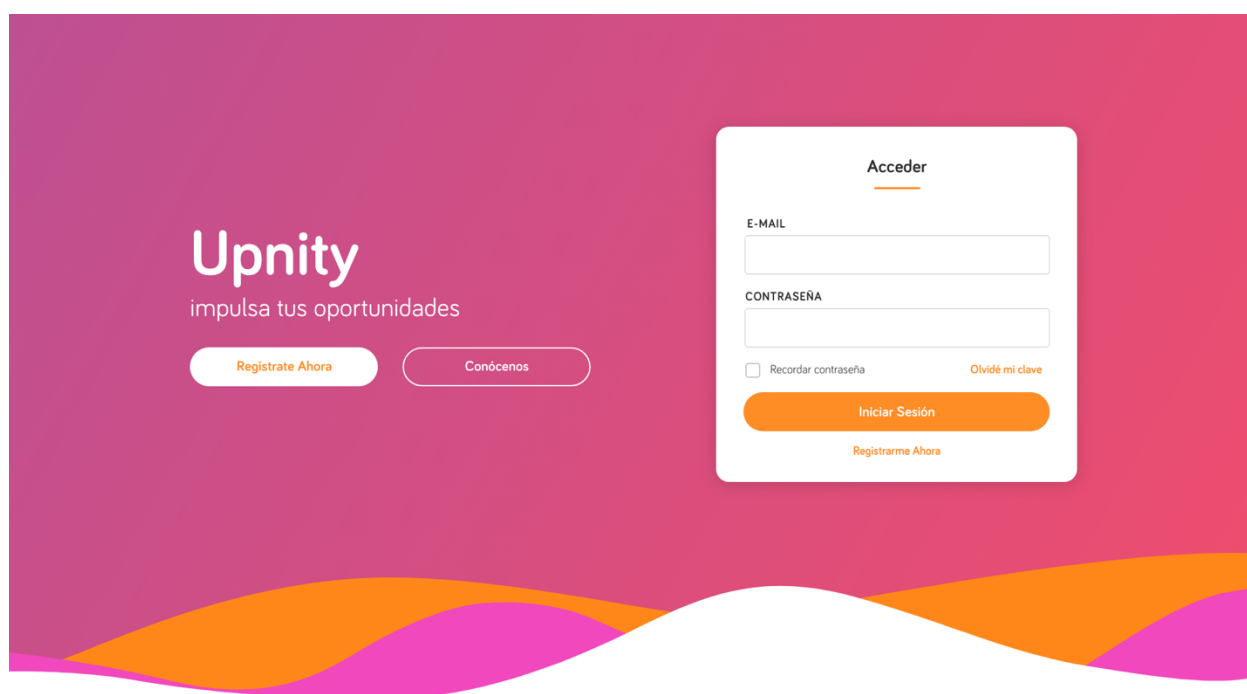 Upnity
impulsa tus oportunidades
Registrate Ahora
Conócenos
Acceder
E-MAIL
CONTRASEÑA
Recordar contraseña
Olvidé mi clave
Iniciar Sesión
Registrarme Ahora